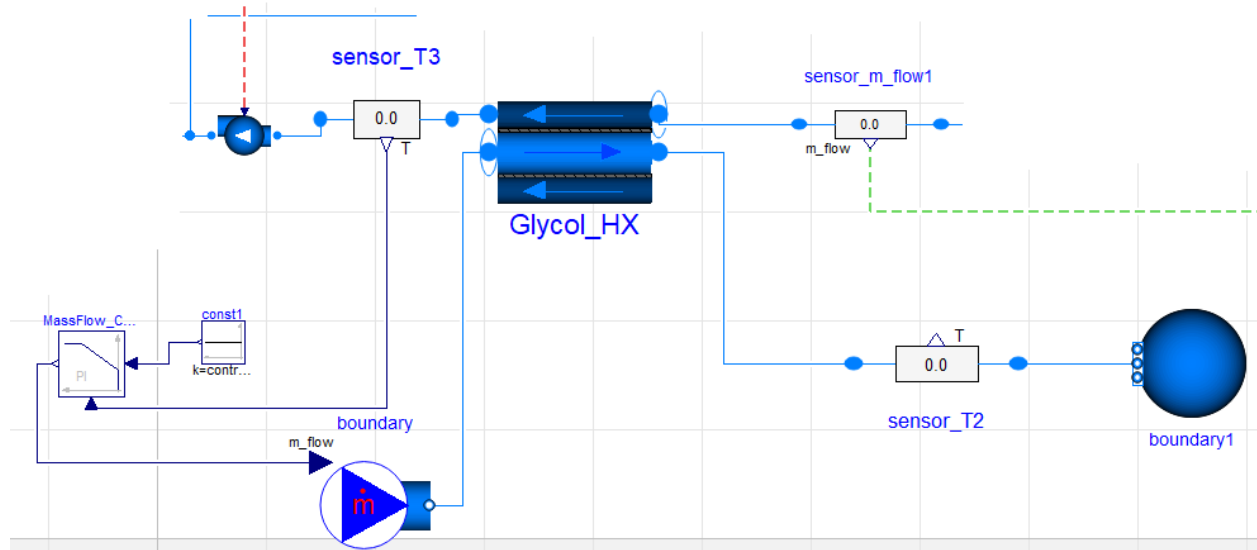 sensor_T3
sensor_m_flow1
0.0
0.0
T
m_flow
Glycol_HX
MassFlow_C...
const1
PI
k=contr...
T
0.0
boundary
sensor_T2
m_flow
boundary1
ṁ